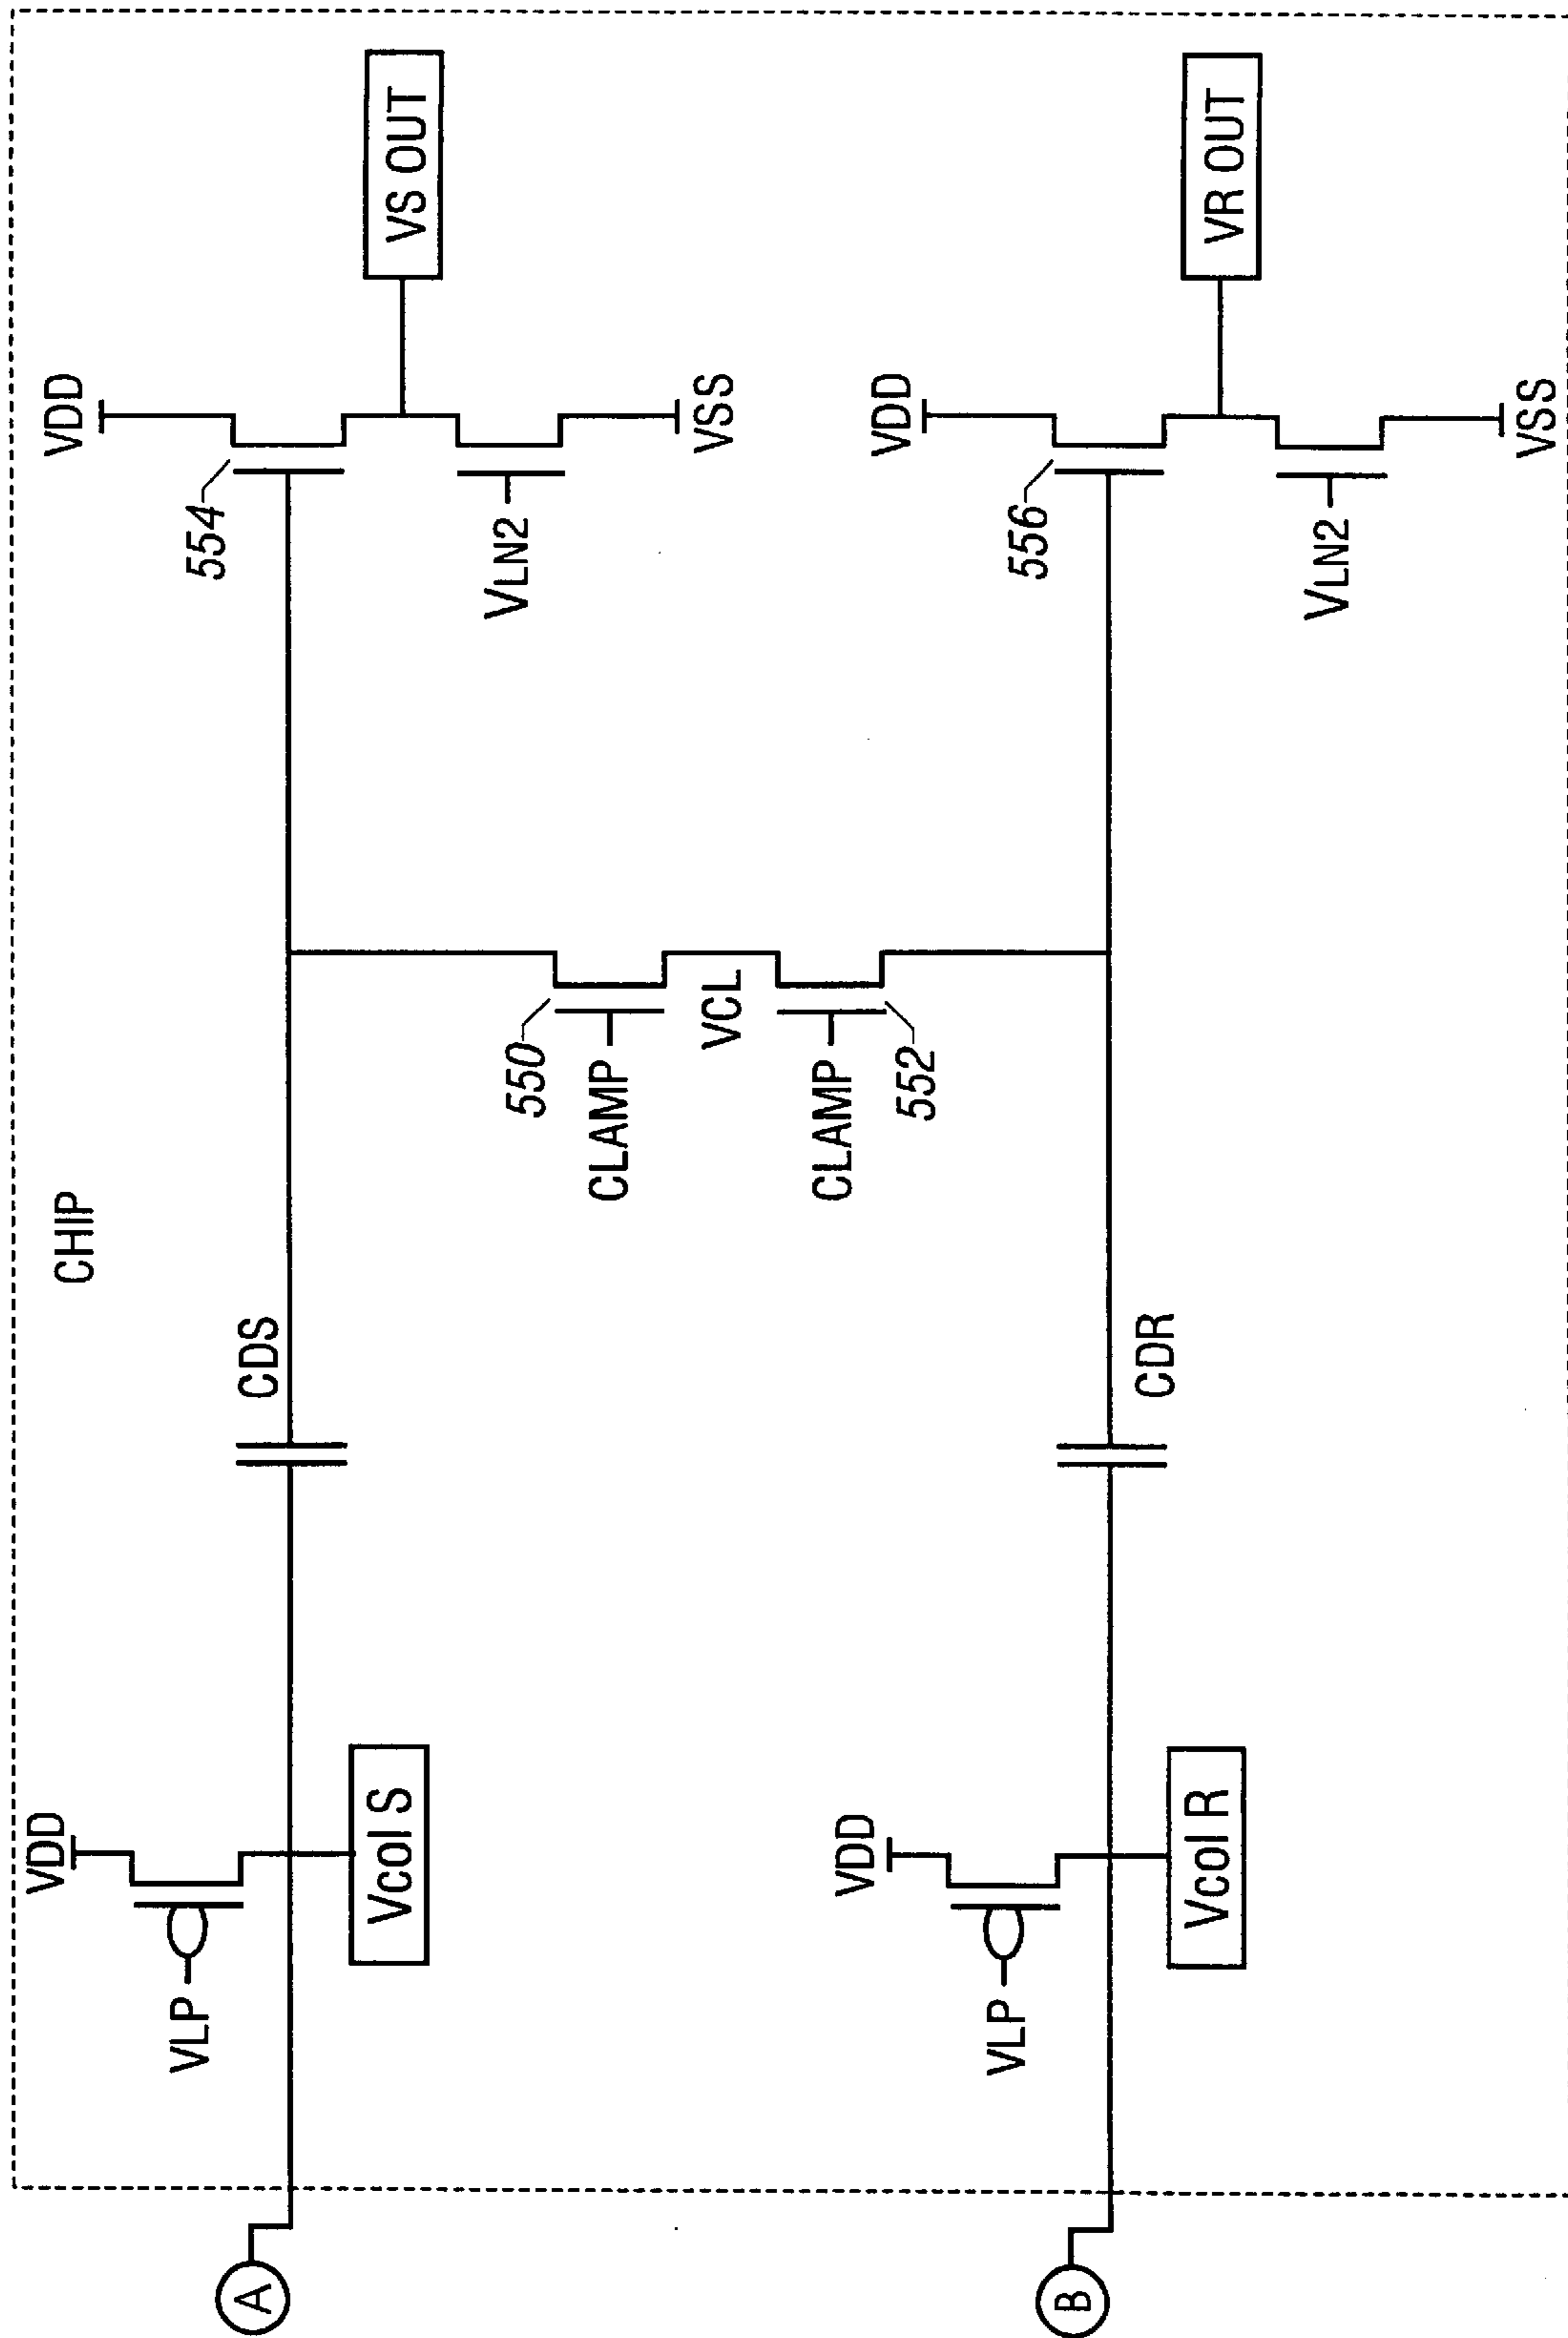 CHIP
VDD
VLP
Vcol S
A
CDS
550
CLAMP
VCL
CLAMP
552
VDD
554
VLN2
VSS
VS OUT
VDD
VLP
Vcol R
B
CDR
VDD
556
VLN2
VSS
VR OUT